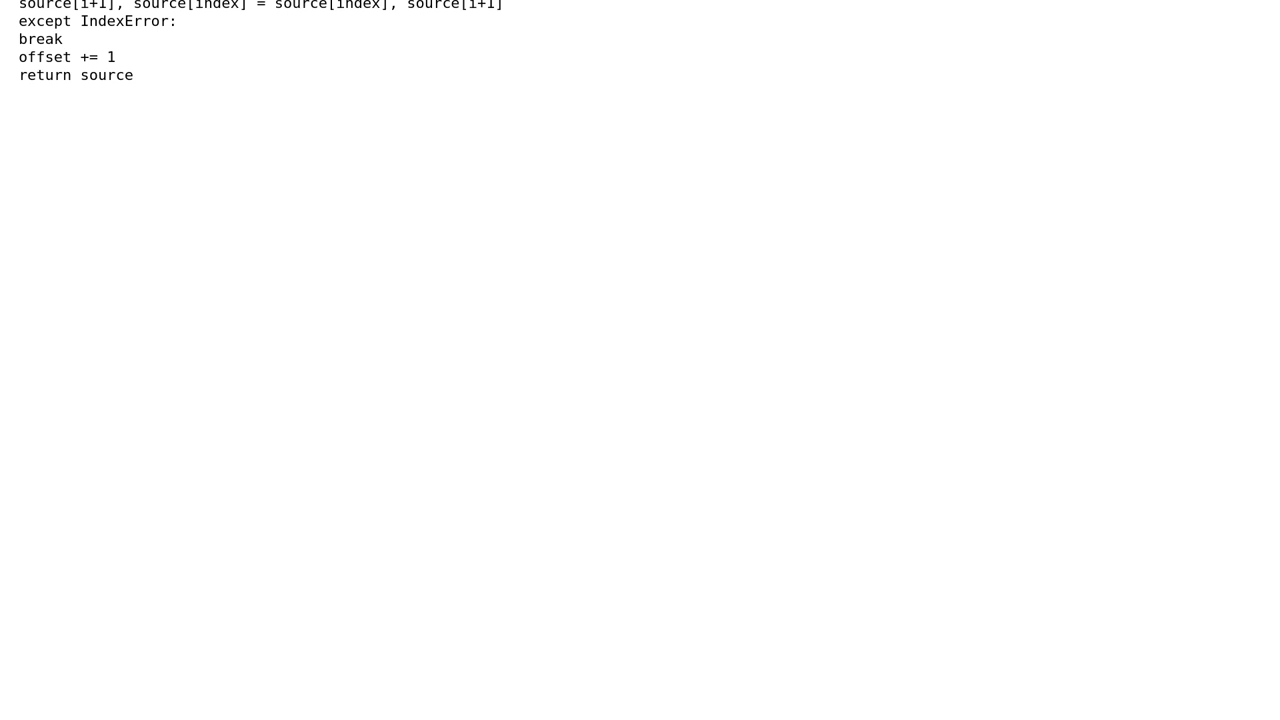 source[i+1], source[index] = source[index], source[i+1]
except IndexError:
break
offset += 1
return source